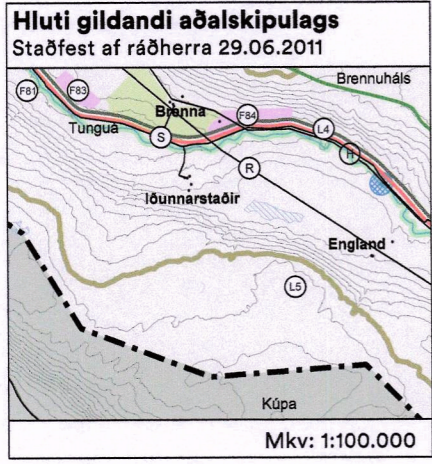 Hluti gildandi aðalskipulags
Staðfest af ráðherra 29.06.2011
Brennuháls
F81
F83
Brenna
F84
Tunguá
S
L4
H
R
Iðunnarstaðir
England
L5
Kúpa
Mkv: 1:100.000